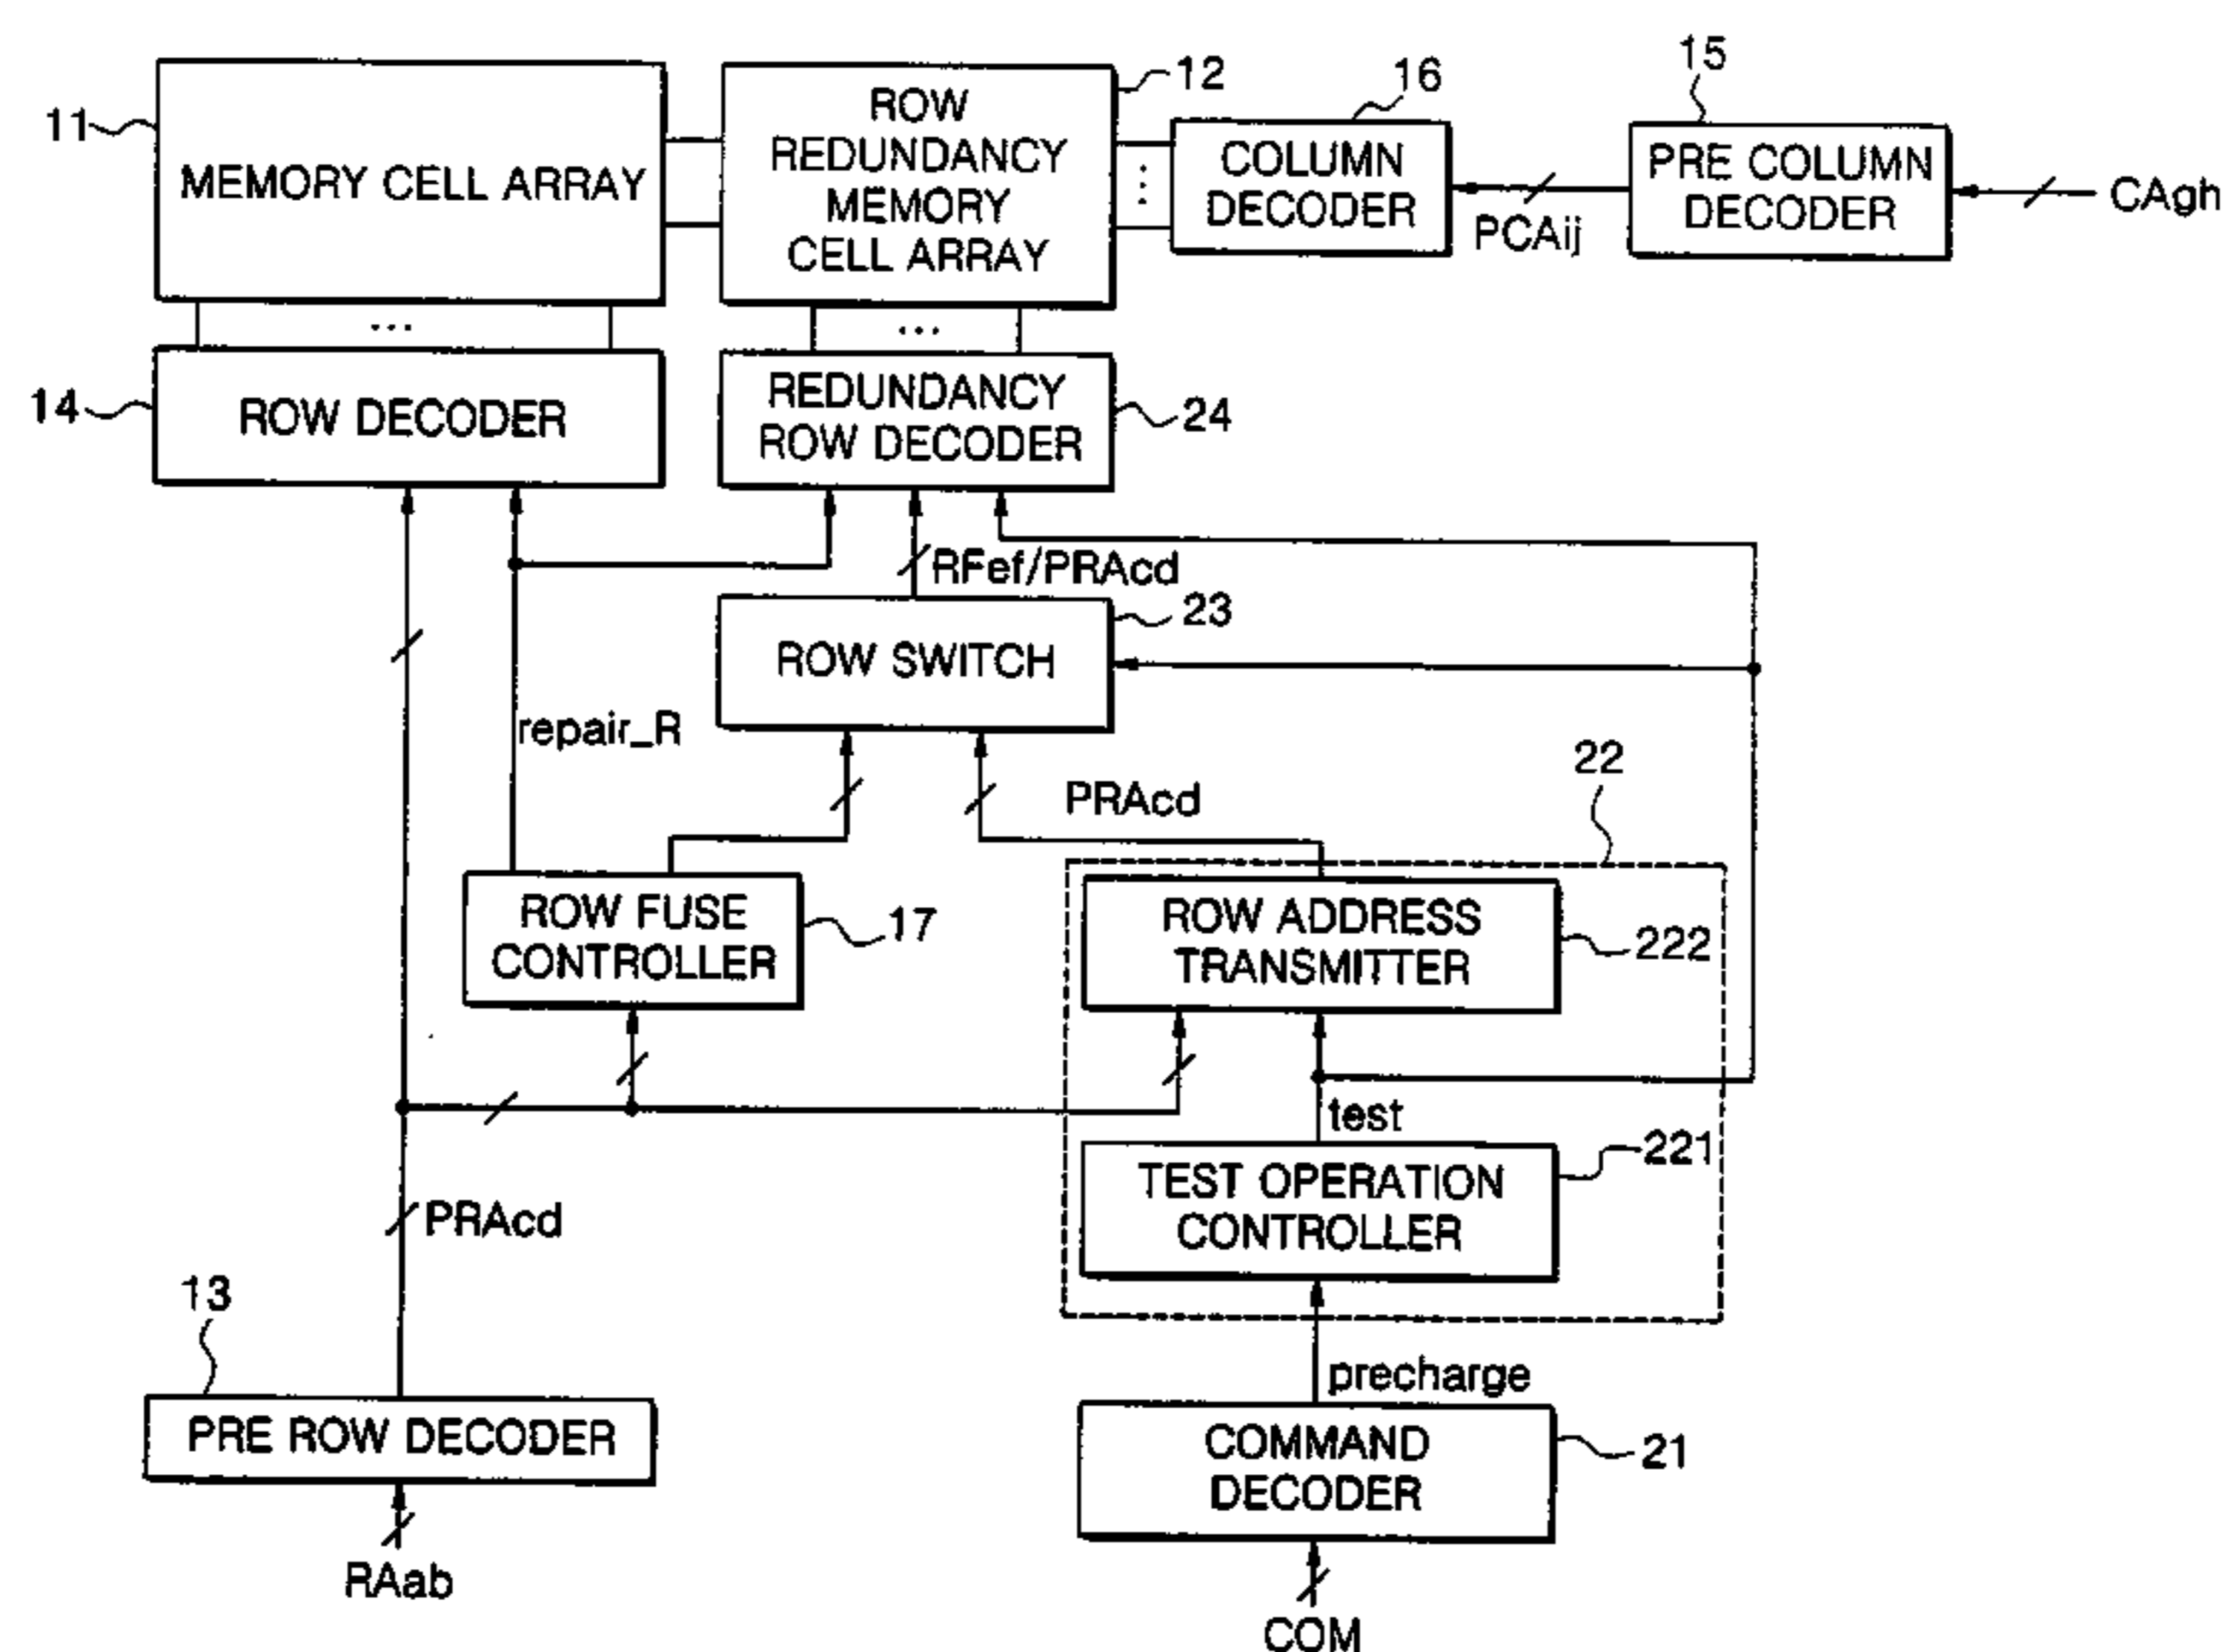 11
MEMORY CELL ARRAY
12
ROW
REDUNDANCY
MEMORY
CELL ARRAY
16
COLUMN
DECODER
15
PRE COLUMN
DECODER
CAgh
PCAij
...
...
14
ROW DECODER
REDUNDANCY
ROW DECODER
24
RFef/PRAcd
23
ROW SWITCH
repair_R
PRAcd
22
ROW FUSE
CONTROLLER
17
ROW ADDRESS
TRANSMITTER
222
test
221
TEST OPERATION
CONTROLLER
PRAcd
13
PRE ROW DECODER
precharge
COMMAND
DECODER
21
RAab
COM